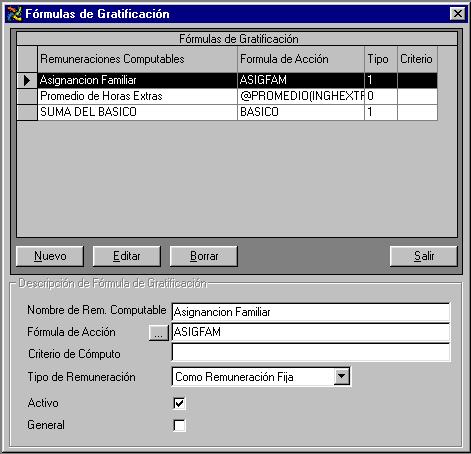 Fórmulas de Gratificación
Fórmulas de Gratificación
Remuneraciones Computables Formula de Acción Tipo Criterio
Asignancion Familiar ASIGFAM 1
Promedio de Horas Extras @PROMEDIO(INGHEXTR 0
SUMA DEL BASICO BASICO 1
Nuevo Editar Borrar Salir
Descripción de Fórmula de Gratificación
Nombre de Rem. Computable Asignancion Familiar
Fórmula de Acción ... ASIGFAM
Criterio de Cómputo
Tipo de Remuneración Como Remuneración Fija
Activo
General